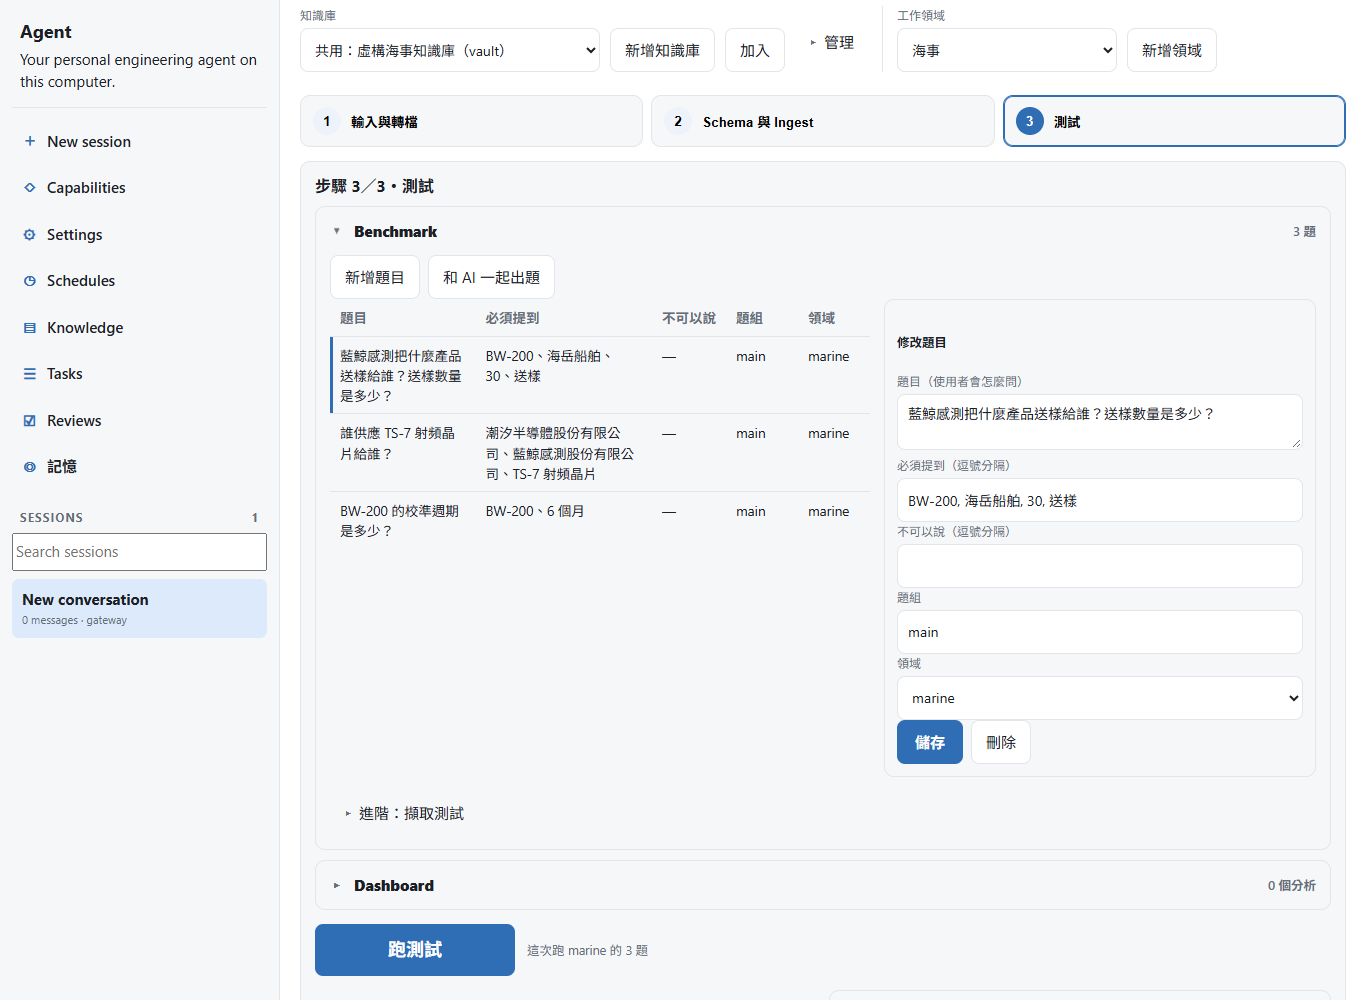 Agent
Your personal engineering agent on
this computer.
New session
Capabilities
Settings
Schedules
Knowledge
Tasks
Reviews
記憶
SESSIONS 1
Search sessions
New conversation
0 messages · gateway
知識庫
共用：虛構海事知識庫（vault）
新增知識庫
加入
管理
工作領域
海事
新增領域
1 輸入與轉檔
2 Schema 與 Ingest
3 測試
步驟 3／3・測試
Benchmark 3 題
新增題目
和 AI 一起出題
題目 必須提到 不可以說 題組 領域
藍鯨感測把什麼產品
送樣給誰？送樣數量
是多少？
BW-200、海岳船舶、
30、送樣
—
main
marine
誰供應 TS-7 射頻晶
片給誰？
潮汐半導體股份有限公
司、藍鯨感測股份有限公
司、TS-7 射頻晶片
—
main
marine
BW-200 的校準週期
是多少？
BW-200、6 個月
—
main
marine
修改題目
題目（使用者會怎麼問）
藍鯨感測把什麼產品送樣給誰？送樣數量是多少？
必須提到（逗號分隔）
BW-200, 海岳船舶, 30, 送樣
不可以說（逗號分隔）
題組
main
領域
marine
儲存
刪除
進階：擷取測試
Dashboard 0 個分析
跑測試
這次跑 marine 的 3 題